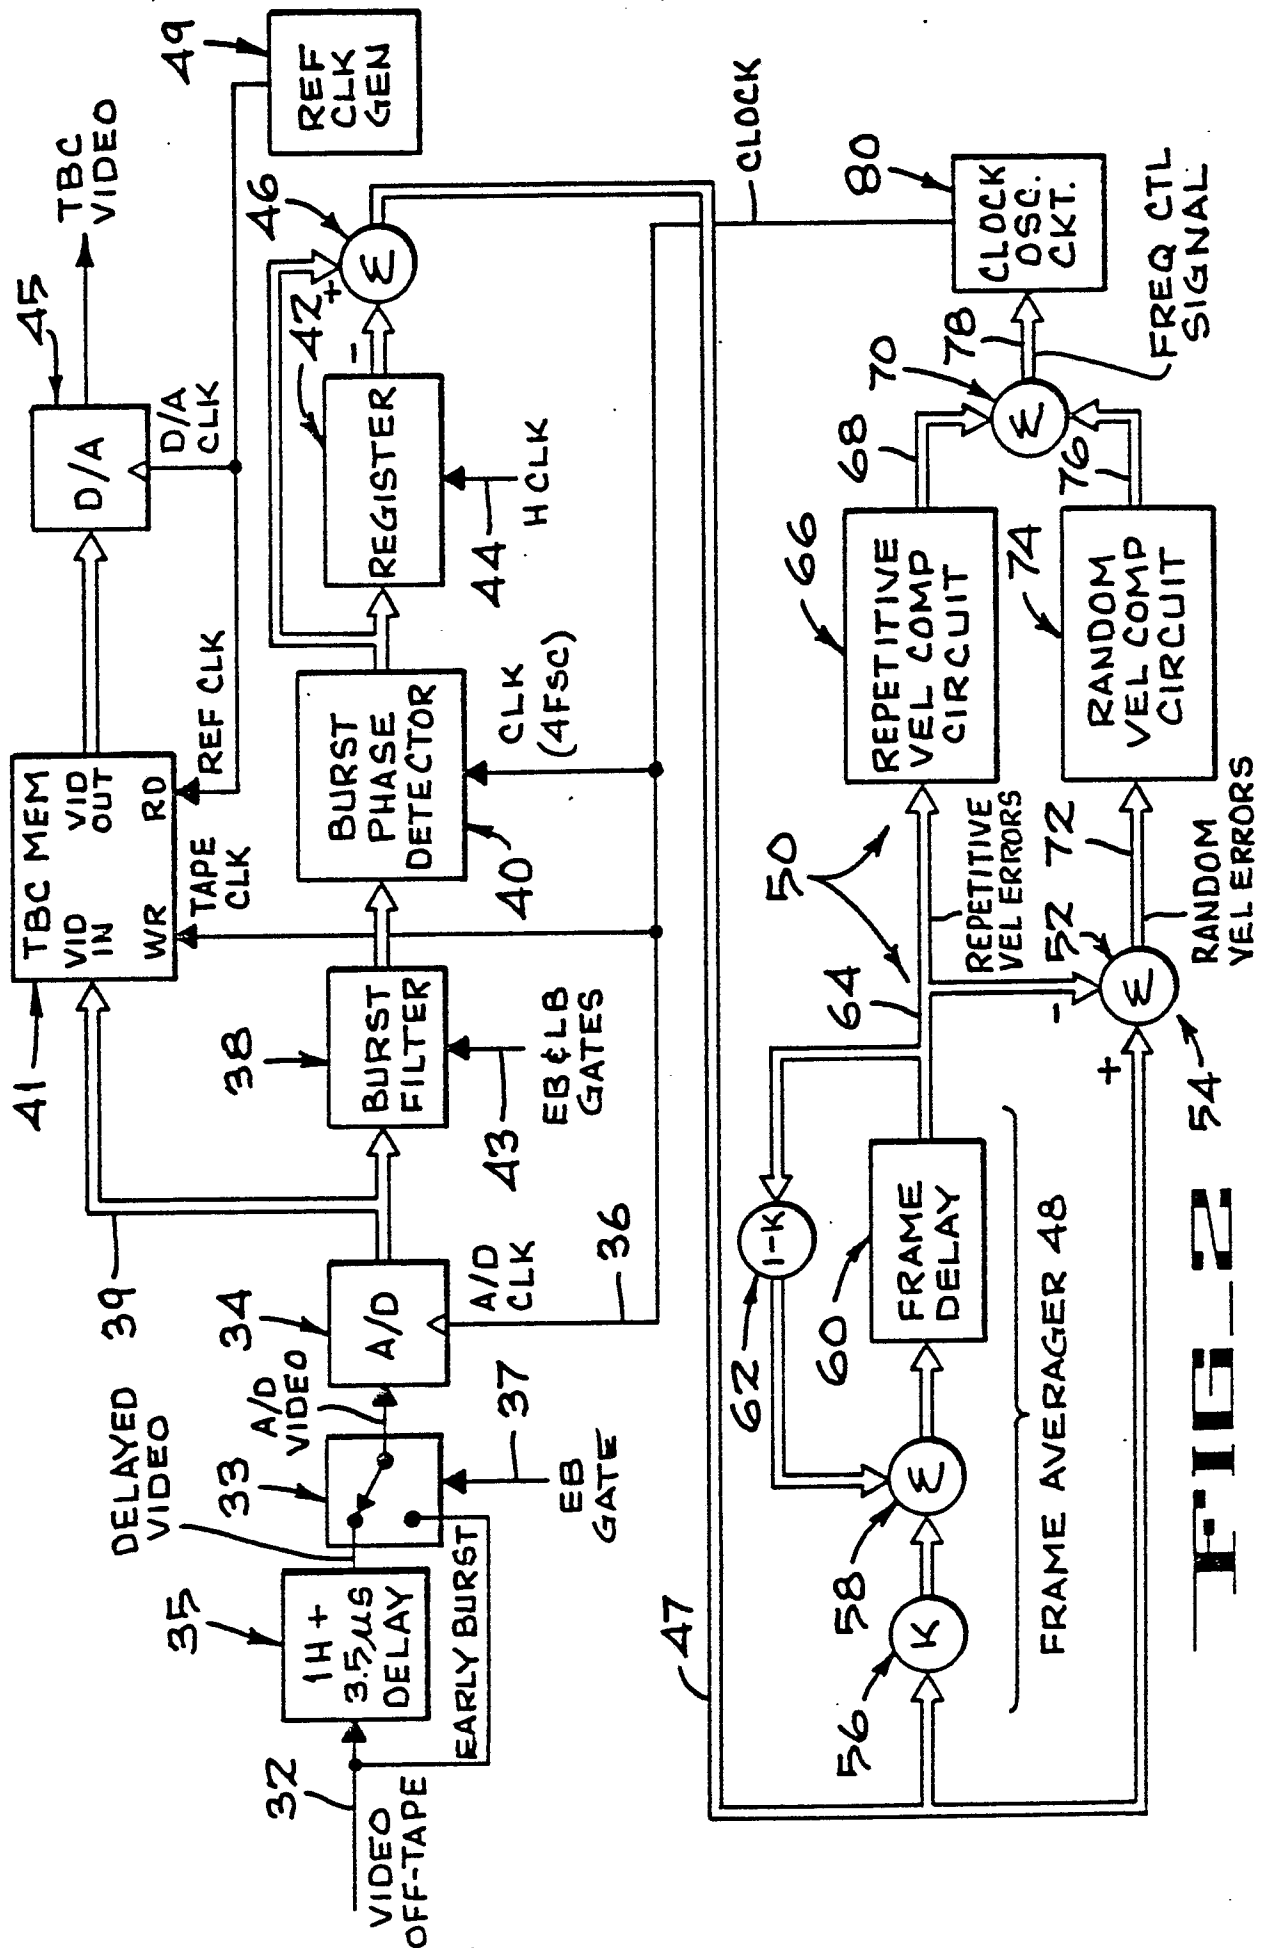 49
REF
CLK
GEN
TBC
VIDEO
45
D/A
D/A
CLK
41
TBC MEM
VID
IN
VID
OUT
WR
RD
TAPE
CLK
REF CLK
39
46
Σ
+
-
42
REGISTER
44
H CLK
BURST
PHASE
DETECTOR
40
CLK
(4FSC)
38
BURST
FILTER
43
EB & LB
GATES
34
A/D
A/D
CLK
36
A/D
VIDEO
DELAYED
VIDEO
33
37
EB
GATE
35
1H +
3.5µS
DELAY
EARLY BURST
32
VIDEO
OFF-TAPE
47
CLOCK
80
CLOCK
OSC.
CKT.
78
FREQ CTL
SIGNAL
70
Σ
68
76
66
REPETITIVE
VEL COMP
CIRCUIT
74
RANDOM
VEL COMP
CIRCUIT
50
REPETITIVE
VEL ERRORS
72
RANDOM
VEL ERRORS
52
Σ
-
+
54
64
1-K
62
60
FRAME
DELAY
58
Σ
56
K
FRAME AVERAGER 48
FIG_2